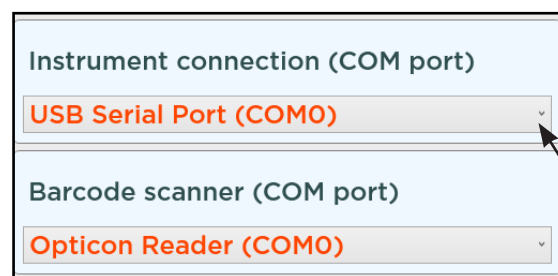 Instrument connection (COM port)
USB Serial Port (COM0)
Barcode scanner (COM port)
Opticon Reader (COM0)